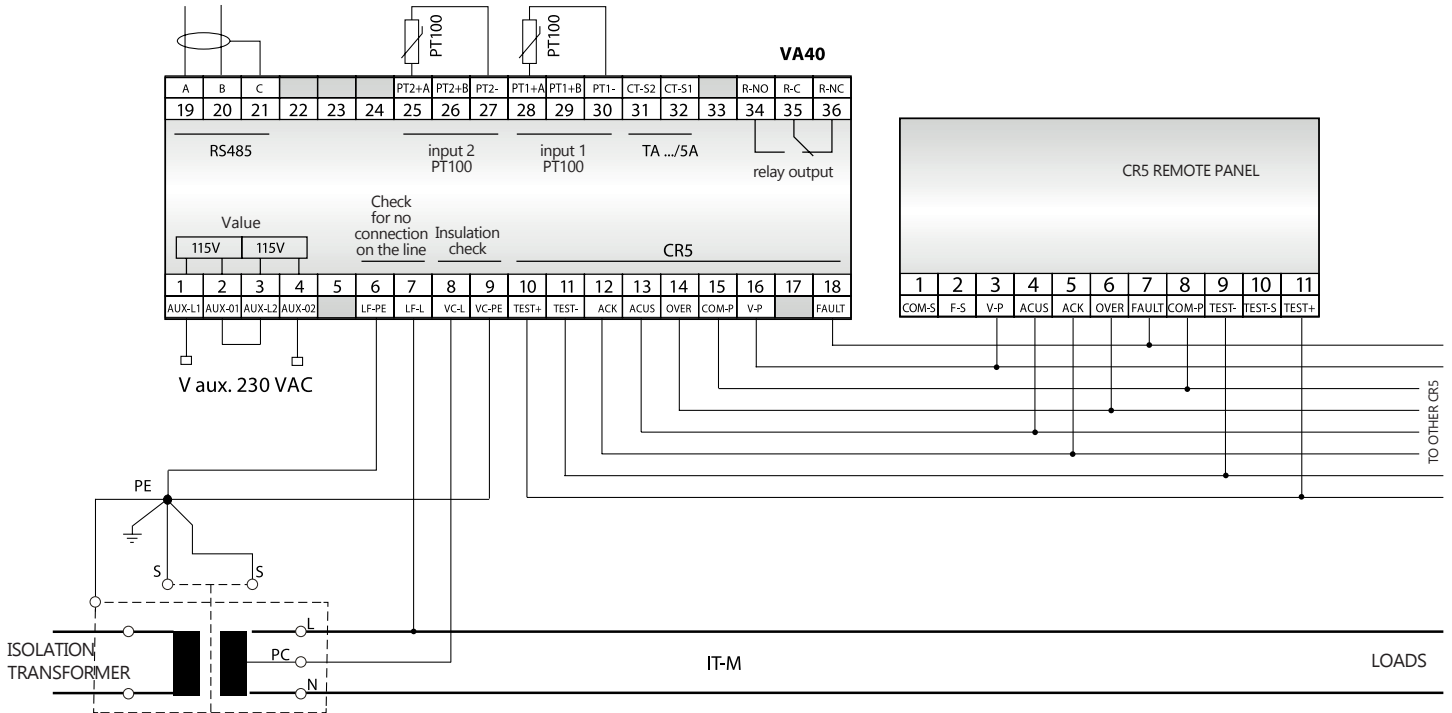 PT100
PT100
VA40
A B C PT2+A PT2+B PT2- PT1+A PT1+B PT1- CT-S2 CT-S1 R-NO R-C R-NC
19 20 21 22 23 24 25 26 27 28 29 30 31 32 33 34 35 36
RS485
input 2
PT100
input 1
PT100
TA .../5A
relay output
Value
115V 115V
Check
for no
connection
on the line
Insulation
check
CR5
1 2 3 4 5 6 7 8 9 10 11 12 13 14 15 16 17 18
AUX-L1 AUX-01 AUX-L2 AUX-02 LF-PE LF-L VC-L VC-PE TEST+ TEST- ACK ACUS OVER COM-P V-P FAULT
V aux. 230 VAC
CR5 REMOTE PANEL
1 2 3 4 5 6 7 8 9 10 11
COM-S F-S V-P ACUS ACK OVER FAULT COM-P TEST- TEST-S TEST+
TO OTHER CR5
PE
S S
L
PC
N
ISOLATION
TRANSFORMER
IT-M
LOADS